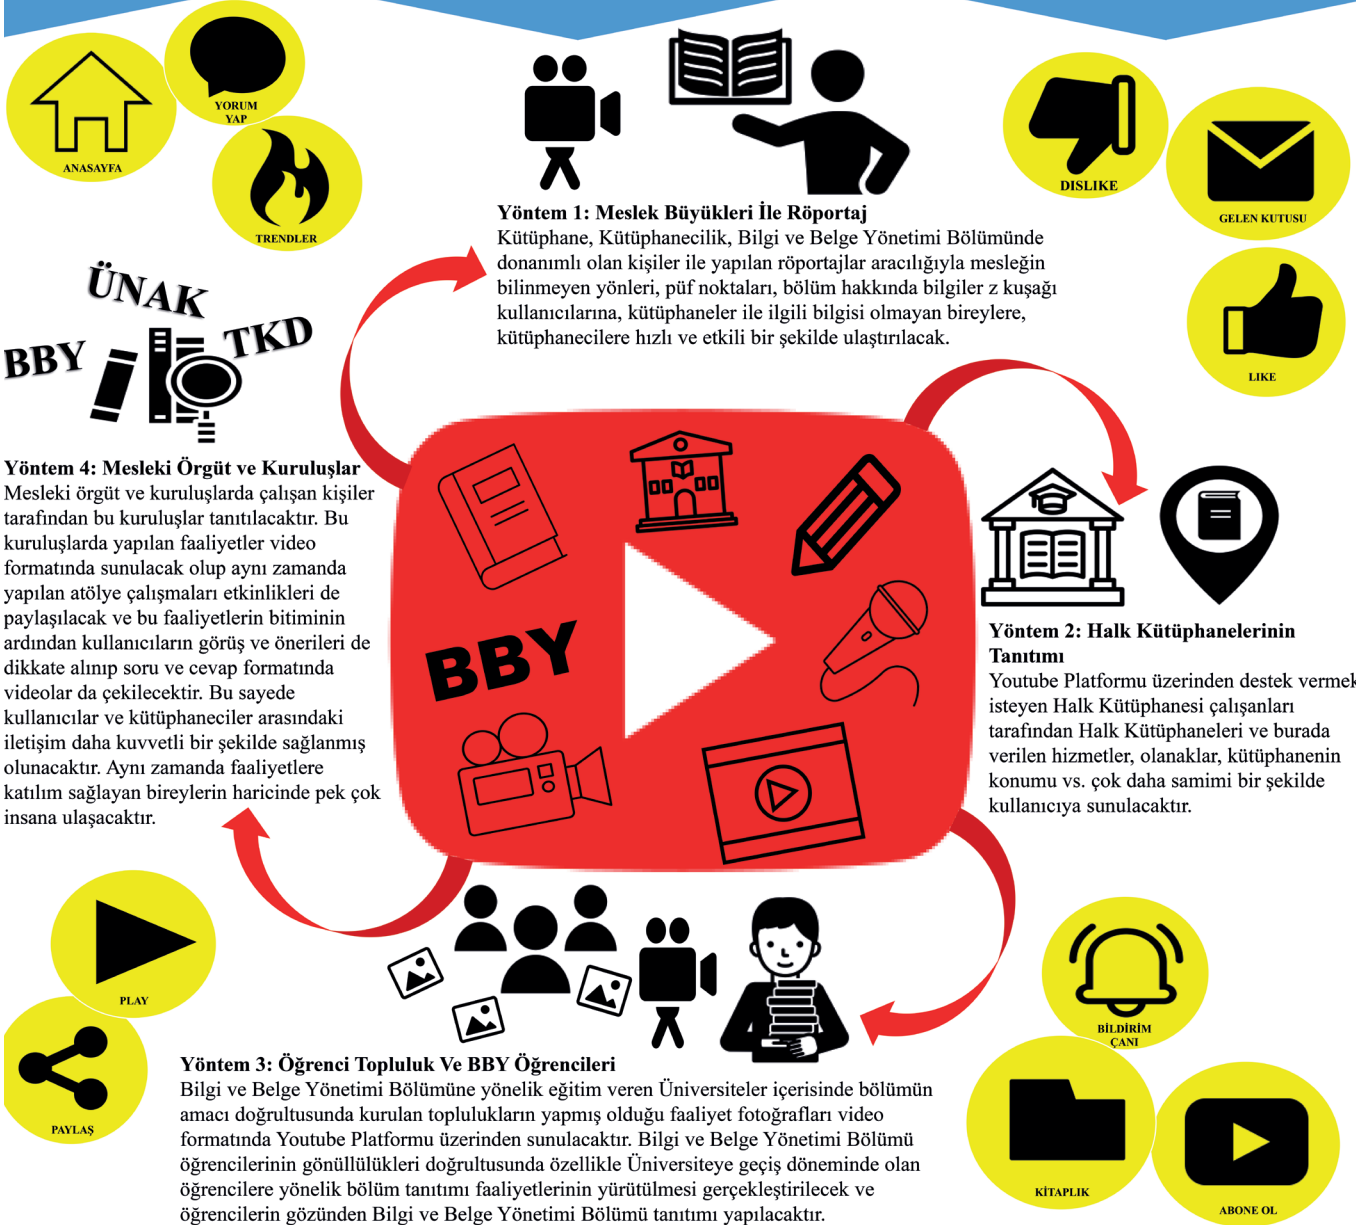 YORUM
YAP
ANASAYFA
TRENDLER
DISLIKE
GELEN KUTUSU
LIKE
Yöntem 1: Meslek Büyükleri İle Röportaj
Kütüphane, Kütüphanecilik, Bilgi ve Belge Yönetimi Bölümünde
donanımlı olan kişiler ile yapılan röportajlar aracılığıyla mesleğin
bilinmeyen yönleri, püf noktaları, bölüm hakkında bilgiler z kuşağı
kullanıcılarına, kütüphaneler ile ilgili bilgisi olmayan bireylere,
kütüphanecilere hızlı ve etkili bir şekilde ulaştırılacak.
ÜNAK
BBY
TKD
Yöntem 4: Mesleki Örgüt ve Kuruluşlar
Mesleki örgüt ve kuruluşlarda çalışan kişiler
tarafından bu kuruluşlar tanıtılacaktır. Bu
kuruluşlarda yapılan faaliyetler video
formatında sunulacak olup aynı zamanda
yapılan atölye çalışmaları etkinlikleri de
paylaşılacak ve bu faaliyetlerin bitiminin
ardından kullanıcıların görüş ve önerileri de
dikkate alınıp soru ve cevap formatında
videolar da çekilecektir. Bu sayede
kullanıcılar ve kütüphaneciler arasındaki
iletişim daha kuvvetli bir şekilde sağlanmış
olunacaktır. Aynı zamanda faaliyetlere
katılım sağlayan bireylerin haricinde pek çok
insana ulaşacaktır.
BBY
Yöntem 2: Halk Kütüphanelerinin
Tanıtımı
Youtube Platformu üzerinden destek vermek
isteyen Halk Kütüphanesi çalışanları
tarafından Halk Kütüphaneleri ve burada
verilen hizmetler, olanaklar, kütüphanenin
konumu vs. çok daha samimi bir şekilde
kullanıcıya sunulacaktır.
PLAY
PAYLAŞ
Yöntem 3: Öğrenci Topluluk Ve BBY Öğrencileri
Bilgi ve Belge Yönetimi Bölümüne yönelik eğitim veren Üniversiteler içerisinde bölümün
amacı doğrultusunda kurulan toplulukların yapmış olduğu faaliyet fotoğrafları video
formatında Youtube Platformu üzerinden sunulacaktır. Bilgi ve Belge Yönetimi Bölümü
öğrencilerinin gönüllülükleri doğrultusunda özellikle Üniversiteye geçiş döneminde olan
öğrencilere yönelik bölüm tanıtımı faaliyetlerinin yürütülmesi gerçekleştirilecek ve
öğrencilerin gözünden Bilgi ve Belge Yönetimi Bölümü tanıtımı yapılacaktır.
BİLDİRİM
ÇANI
KİTAPLIK
ABONE OL